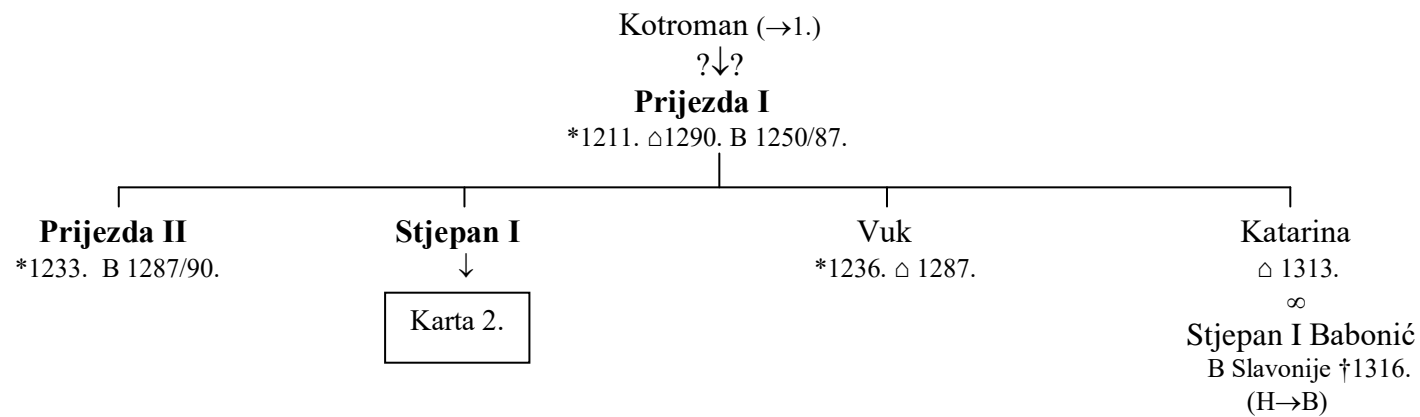 Kotroman (→1.)
?↓?
Prijezda I
*1211. ⌂1290. B 1250/87.
Prijezda II
*1233. B 1287/90.
Stjepan I
↓
Karta 2.
Vuk
*1236. ⌂ 1287.
Katarina
⌂ 1313.
∞
Stjepan I Babonić
B Slavonije †1316.
(H→B)